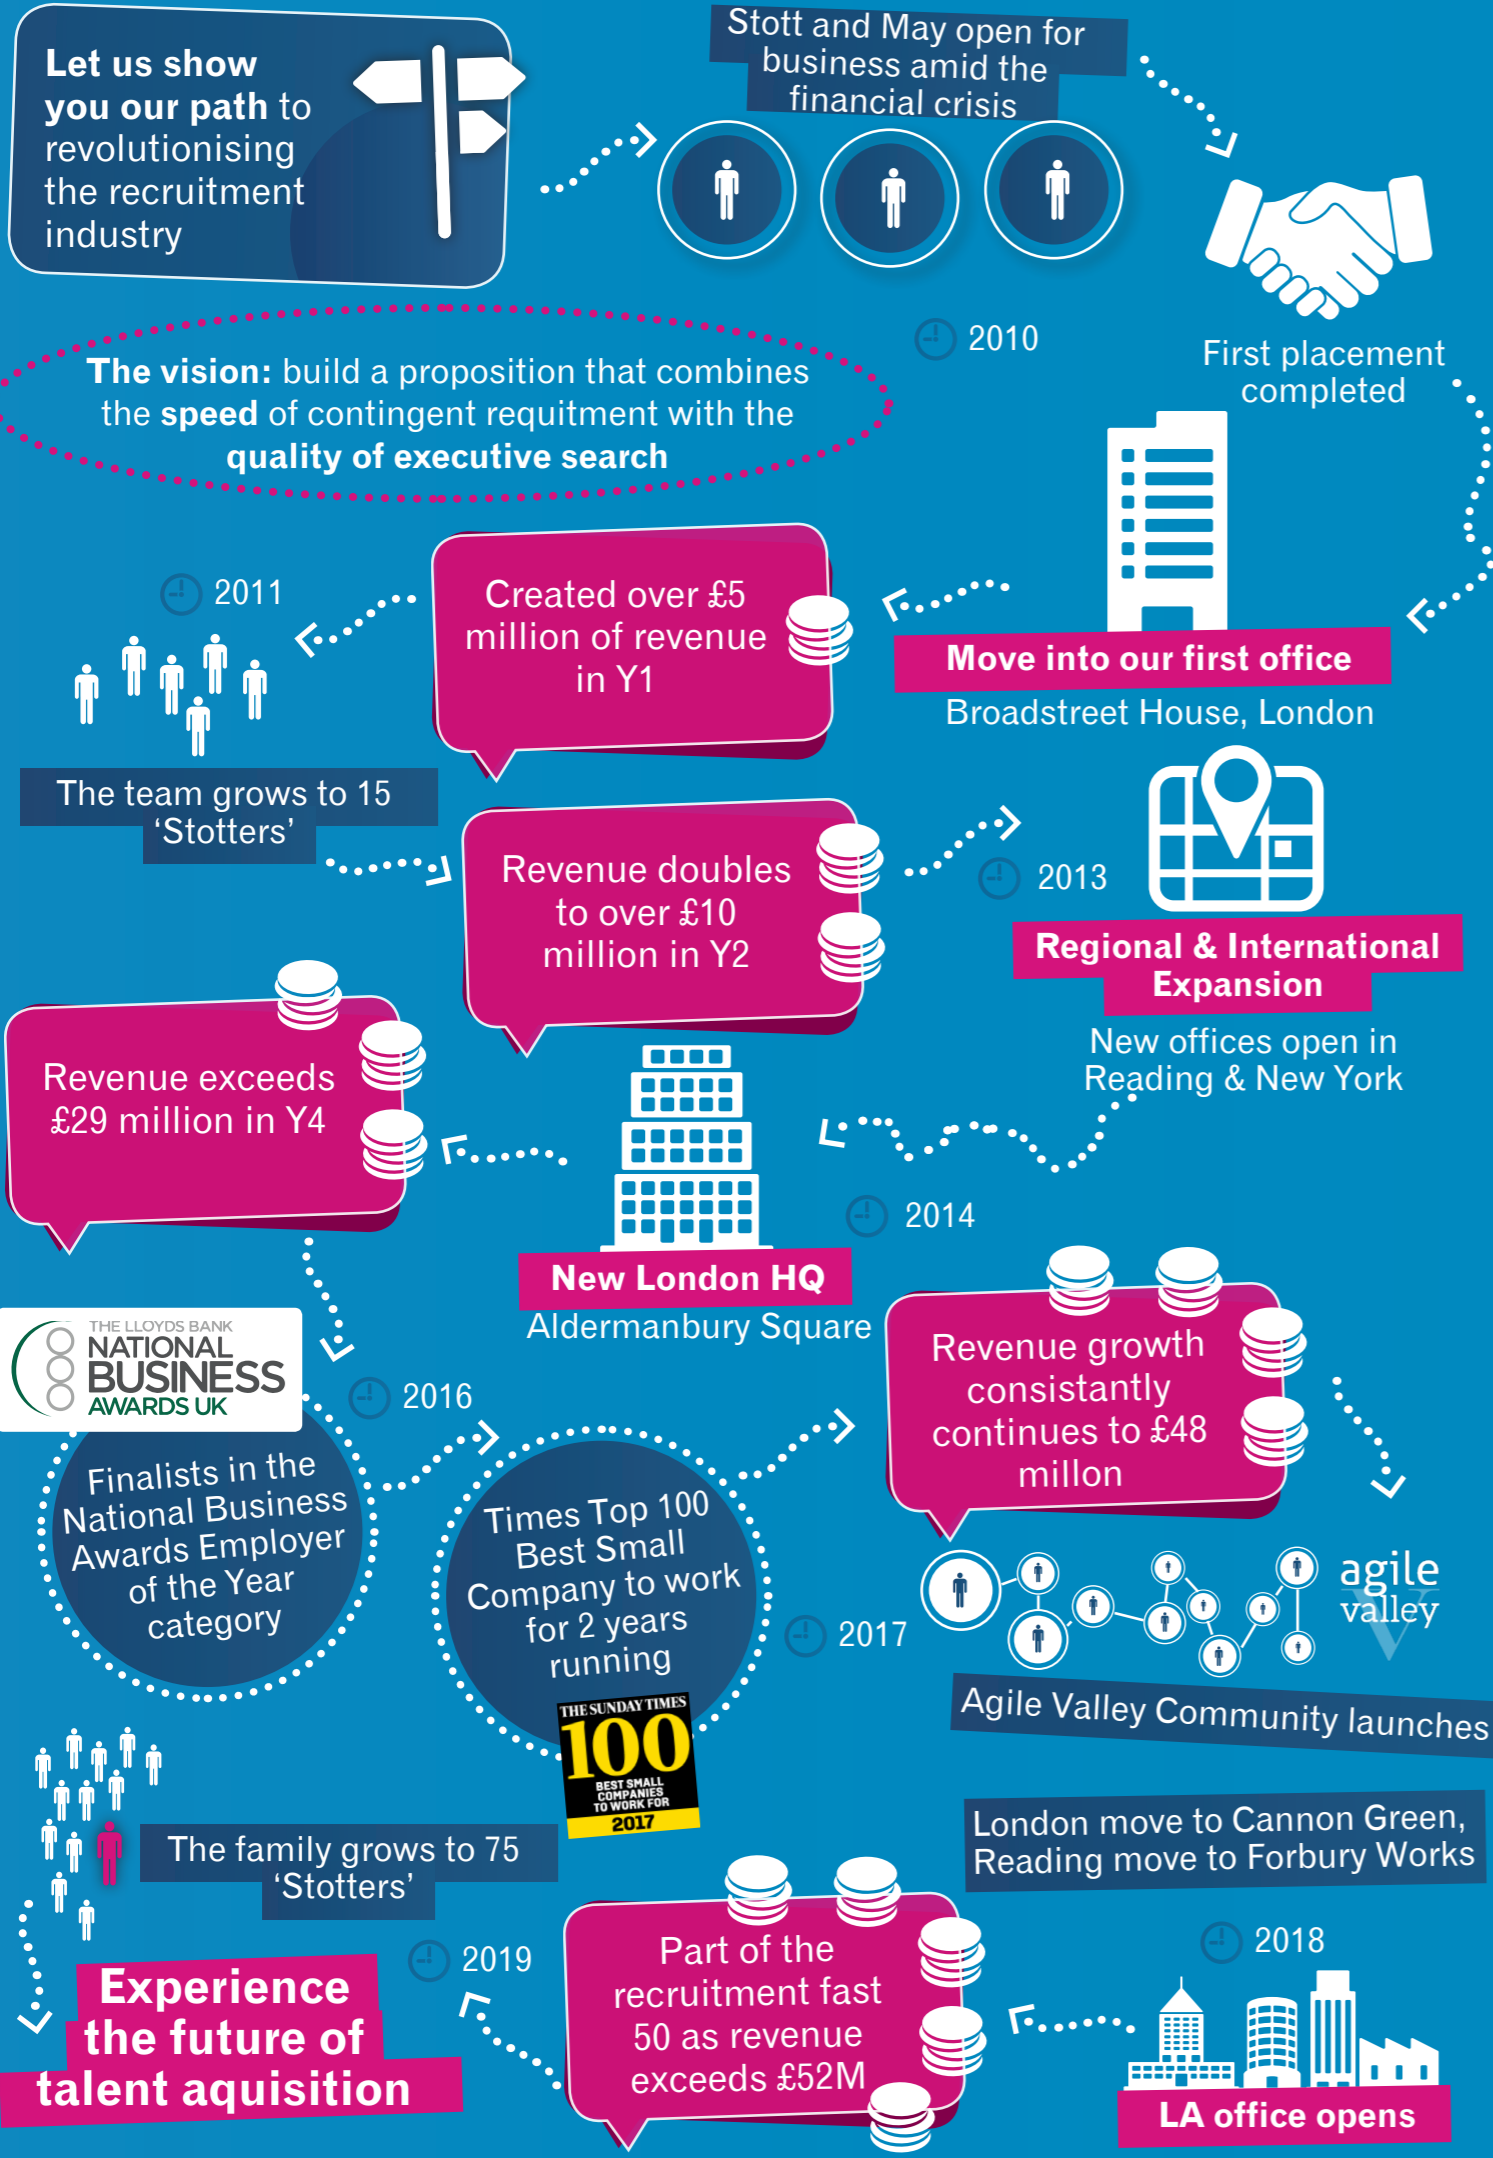 Let us show
you our path to
revolutionising
the recruitment
industry
Stott and May open for
business amid the
financial crisis
2010
First placement
completed
The vision: build a proposition that combines
the speed of contingent requitment with the
quality of executive search
Move into our first office
Broadstreet House, London
Created over £5
million of revenue
in Y1
2011
The team grows to 15
‘Stotters’
Revenue doubles
to over £10
million in Y2
2013
Regional & International
Expansion
New offices open in
Reading & New York
2014
New London HQ
Aldermanbury Square
Revenue exceeds
£29 million in Y4
THE LLOYDS BANK
NATIONAL
BUSINESS
AWARDS UK
2016
Finalists in the
National Business
Awards Employer
of the Year
category
Times Top 100
Best Small
Company to work
for 2 years
running
THE SUNDAY TIMES
100
BEST SMALL
COMPANIES
TO WORK FOR
2017
2017
Revenue growth
consistantly
continues to £48
millon
agile
valley
V
Agile Valley Community launches
London move to Cannon Green,
Reading move to Forbury Works
2018
LA office opens
Part of the
recruitment fast
50 as revenue
exceeds £52M
2019
The family grows to 75
‘Stotters’
Experience
the future of
talent aquisition